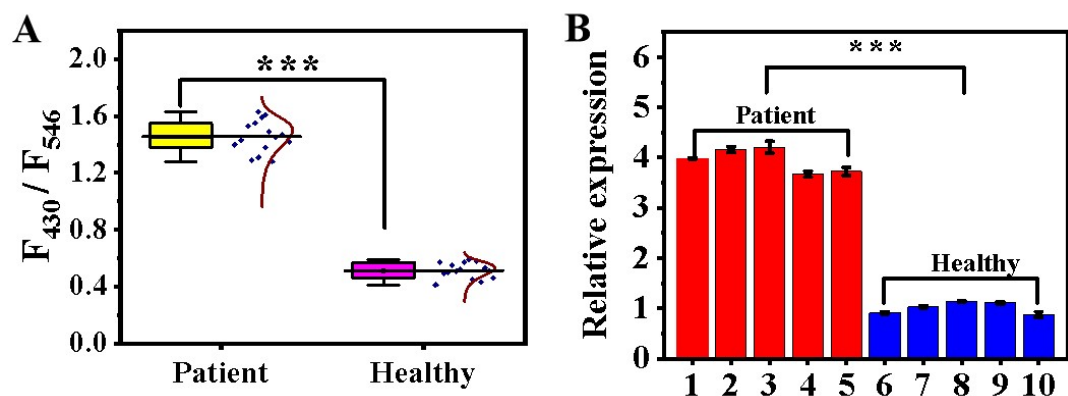 A
F430 / F546
2.0
1.6
1.2
0.8
0.4
0.0
***
Patient
Healthy
B
Relative expression
6
5
4
3
2
1
0
***
Patient
Healthy
1 2 3 4 5 6 7 8 9 10